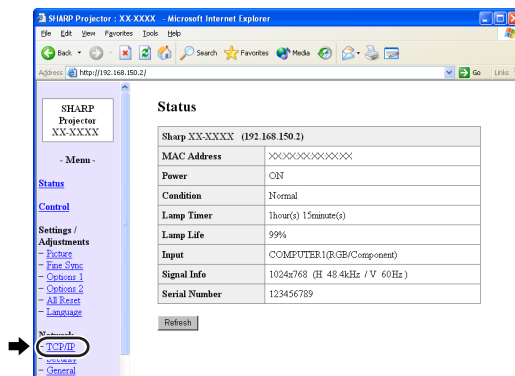 SHARP Projector : XX-XXXX - Microsoft Internet Explorer
File Edit View Favorites Tools Help
Back Search Favorites Media
Address http://192.168.150.2/ Go Links
SHARP
Projector
XX-XXXX
- Menu -
Status
Control
Settings /
Adjustments
- Picture
- Fine Sync
- Options 1
- Options 2
- All Reset
- Language
Network
- TCP/IP
- Security
- General
Status
Sharp XX-XXXX (192.168.150.2)
MAC Address XXXXXXXXXXXX
Power ON
Condition Normal
Lamp Timer 1hour(s) 15minute(s)
Lamp Life 99%
Input COMPUTER1(RGB/Component)
Signal Info 1024x768 (H 48.4kHz / V 60Hz )
Serial Number 123456789
Refresh